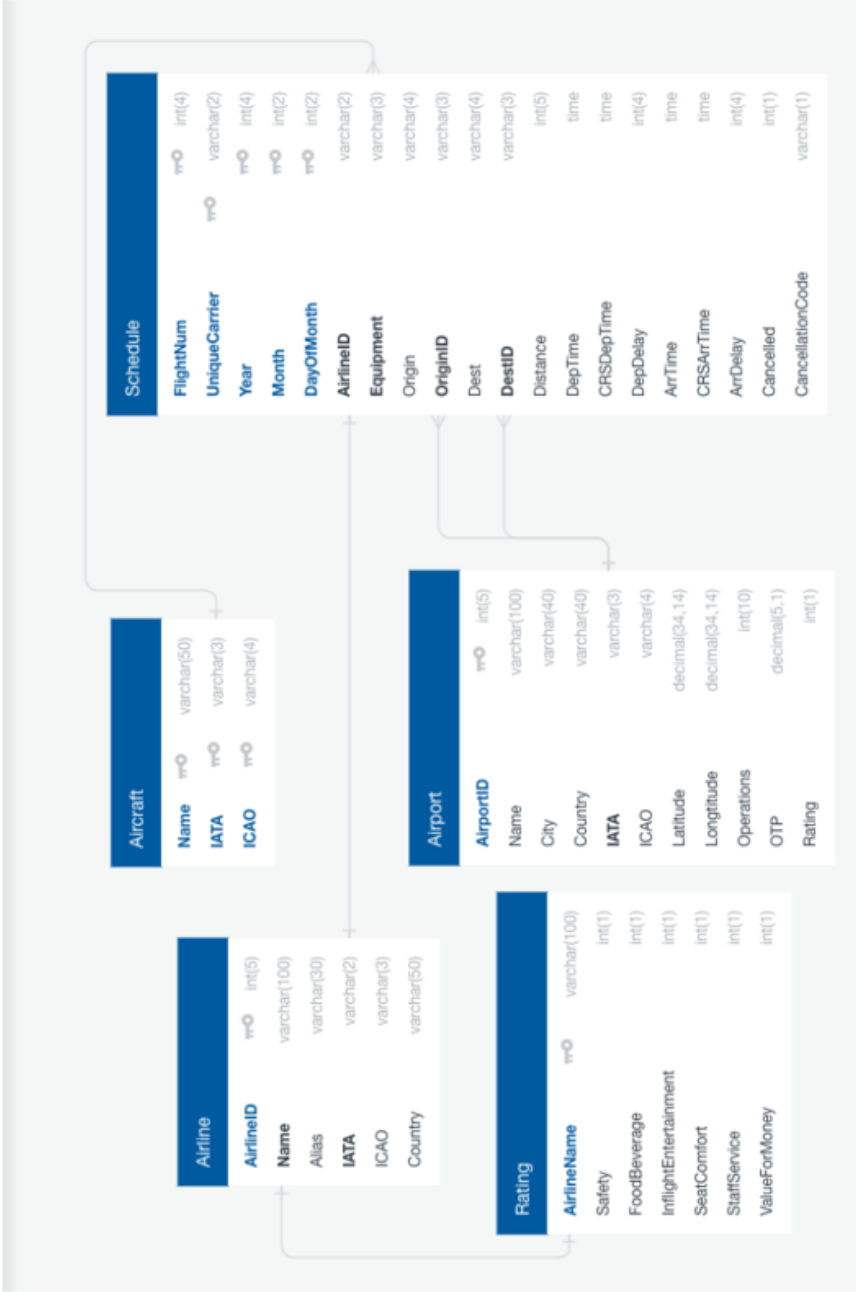 Schedule
FlightNum int(4)
UniqueCarrier varchar(2)
Year int(4)
Month int(2)
DayOfMonth int(2)
AirlineID varchar(2)
Equipment varchar(3)
Origin varchar(4)
OriginID varchar(3)
Dest varchar(4)
DestID varchar(3)
Distance int(5)
DepTime time
CRSDepTime time
DepDelay int(4)
ArrTime time
CRSArrTime time
ArrDelay int(4)
Cancelled int(1)
CancellationCode varchar(1)
Aircraft
Name varchar(50)
IATA varchar(3)
ICAO varchar(4)
Airport
AirportID int(5)
Name varchar(100)
City varchar(40)
Country varchar(40)
IATA varchar(3)
ICAO varchar(4)
Latitude decimal(34,14)
Longtitude decimal(34,14)
Operations int(10)
OTP decimal(5,1)
Rating int(1)
Airline
AirlineID int(5)
Name varchar(100)
Alias varchar(30)
IATA varchar(2)
ICAO varchar(3)
Country varchar(50)
Rating
AirlineName varchar(100)
Safety int(1)
FoodBeverage int(1)
InflightEntertainment int(1)
SeatComfort int(1)
StaffService int(1)
ValueForMoney int(1)